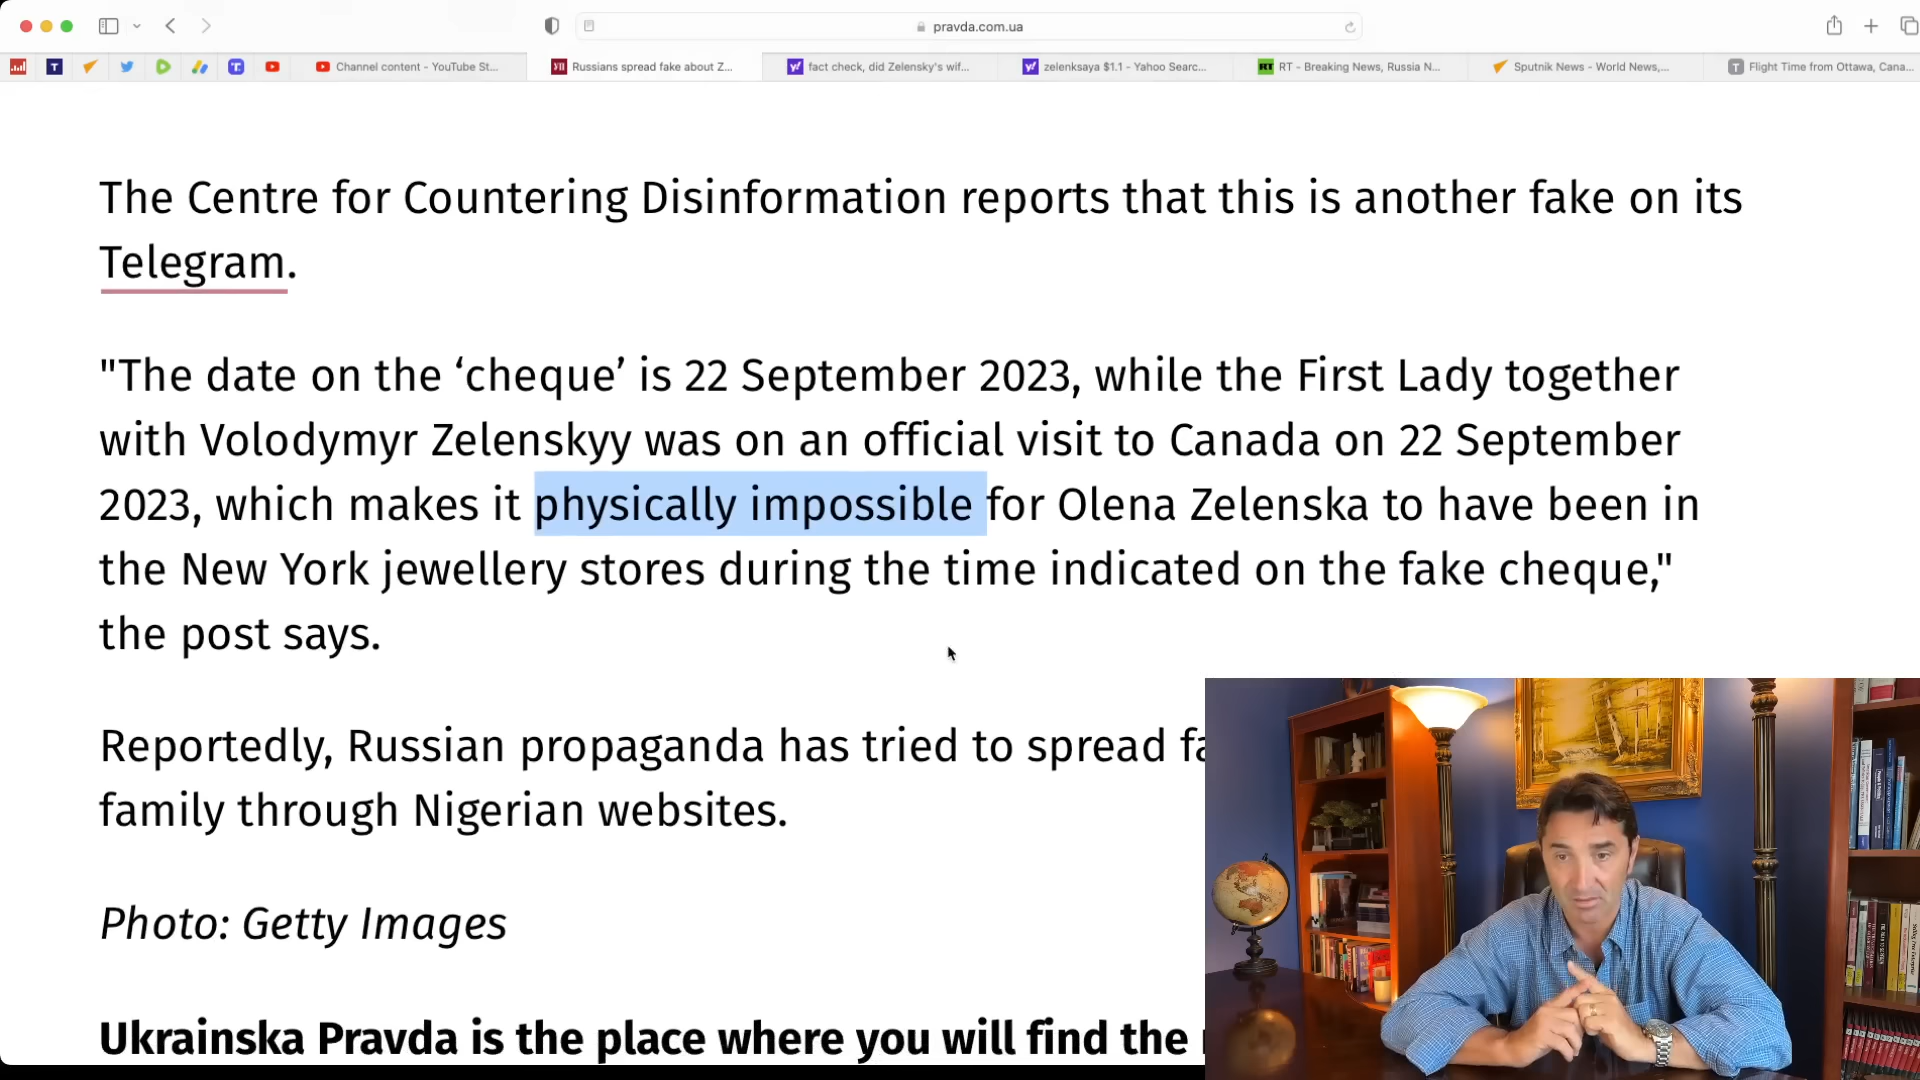 pravda.com.ua
Channel content - YouTube St...
Russians spread fake about Z...
fact check, did Zelensky's wif...
zelenksaya $1.1 - Yahoo Searc...
RT - Breaking News, Russia N...
Sputnik News - World News,...
Flight Time from Ottawa, Cana...
The Centre for Countering Disinformation reports that this is another fake on its
Telegram.
"The date on the ‘cheque’ is 22 September 2023, while the First Lady together
with Volodymyr Zelenskyy was on an official visit to Canada on 22 September
2023, which makes it physically impossible for Olena Zelenska to have been in
the New York jewellery stores during the time indicated on the fake cheque,"
the post says.
Reportedly, Russian propaganda has tried to spread fa
family through Nigerian websites.
Photo: Getty Images
Ukrainska Pravda is the place where you will find the